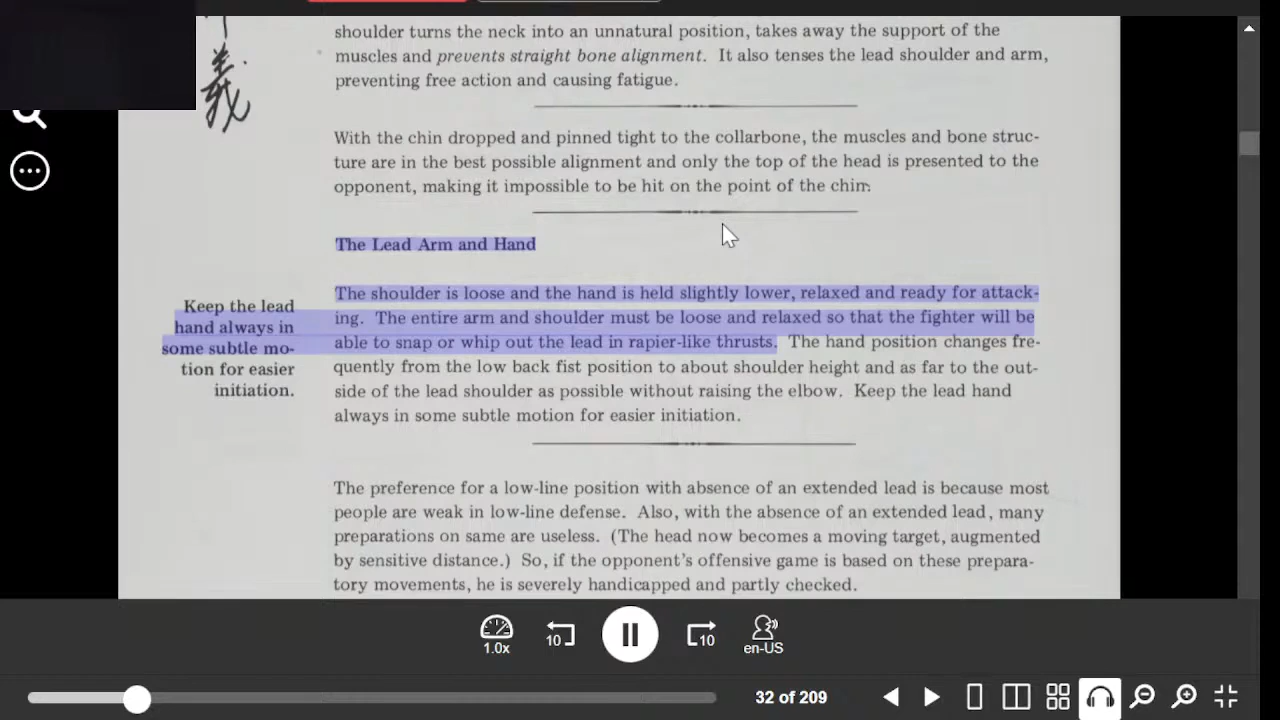 shoulder turns the neck into an unnatural position, takes away the support of the
muscles and prevents straight bone alignment. It also tenses the lead shoulder and arm,
preventing free action and causing fatigue.
With the chin dropped and pinned tight to the collarbone, the muscles and bone struc-
ture are in the best possible alignment and only the top of the head is presented to the
opponent, making it impossible to be hit on the point of the chin.
The Lead Arm and Hand
Keep the lead
hand always in
some subtle mo-
tion for easier
initiation.
The shoulder is loose and the hand is held slightly lower, relaxed and ready for attack-
ing. The entire arm and shoulder must be loose and relaxed so that the fighter will be
able to snap or whip out the lead in rapier-like thrusts. The hand position changes fre-
quently from the low back fist position to about shoulder height and as far to the out-
side of the lead shoulder as possible without raising the elbow. Keep the lead hand
always in some subtle motion for easier initiation.
The preference for a low-line position with absence of an extended lead is because most
people are weak in low-line defense. Also, with the absence of an extended lead, many
preparations on same are useless. (The head now becomes a moving target, augmented
by sensitive distance.) So, if the opponent's offensive game is based on these prepara-
tory movements, he is severely handicapped and partly checked.
1.0x
10
10
en-US
32 of 209